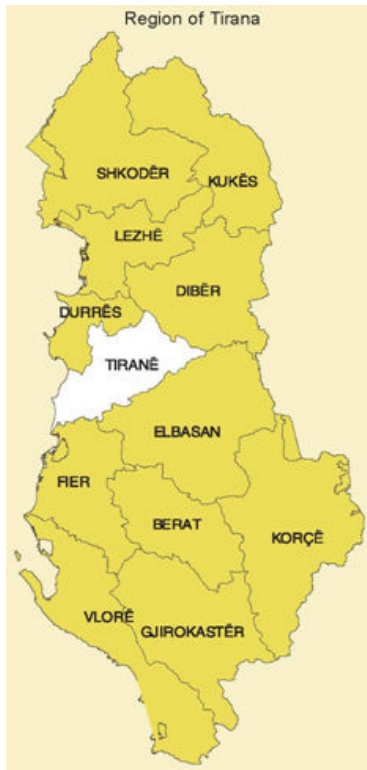 Region of Tirana
SHKODËR
KUKËS
LEZHË
DIBËR
DURRËS
TIRANË
ELBASAN
FIER
BERAT
KORÇË
VLORË
GJIROKASTËR